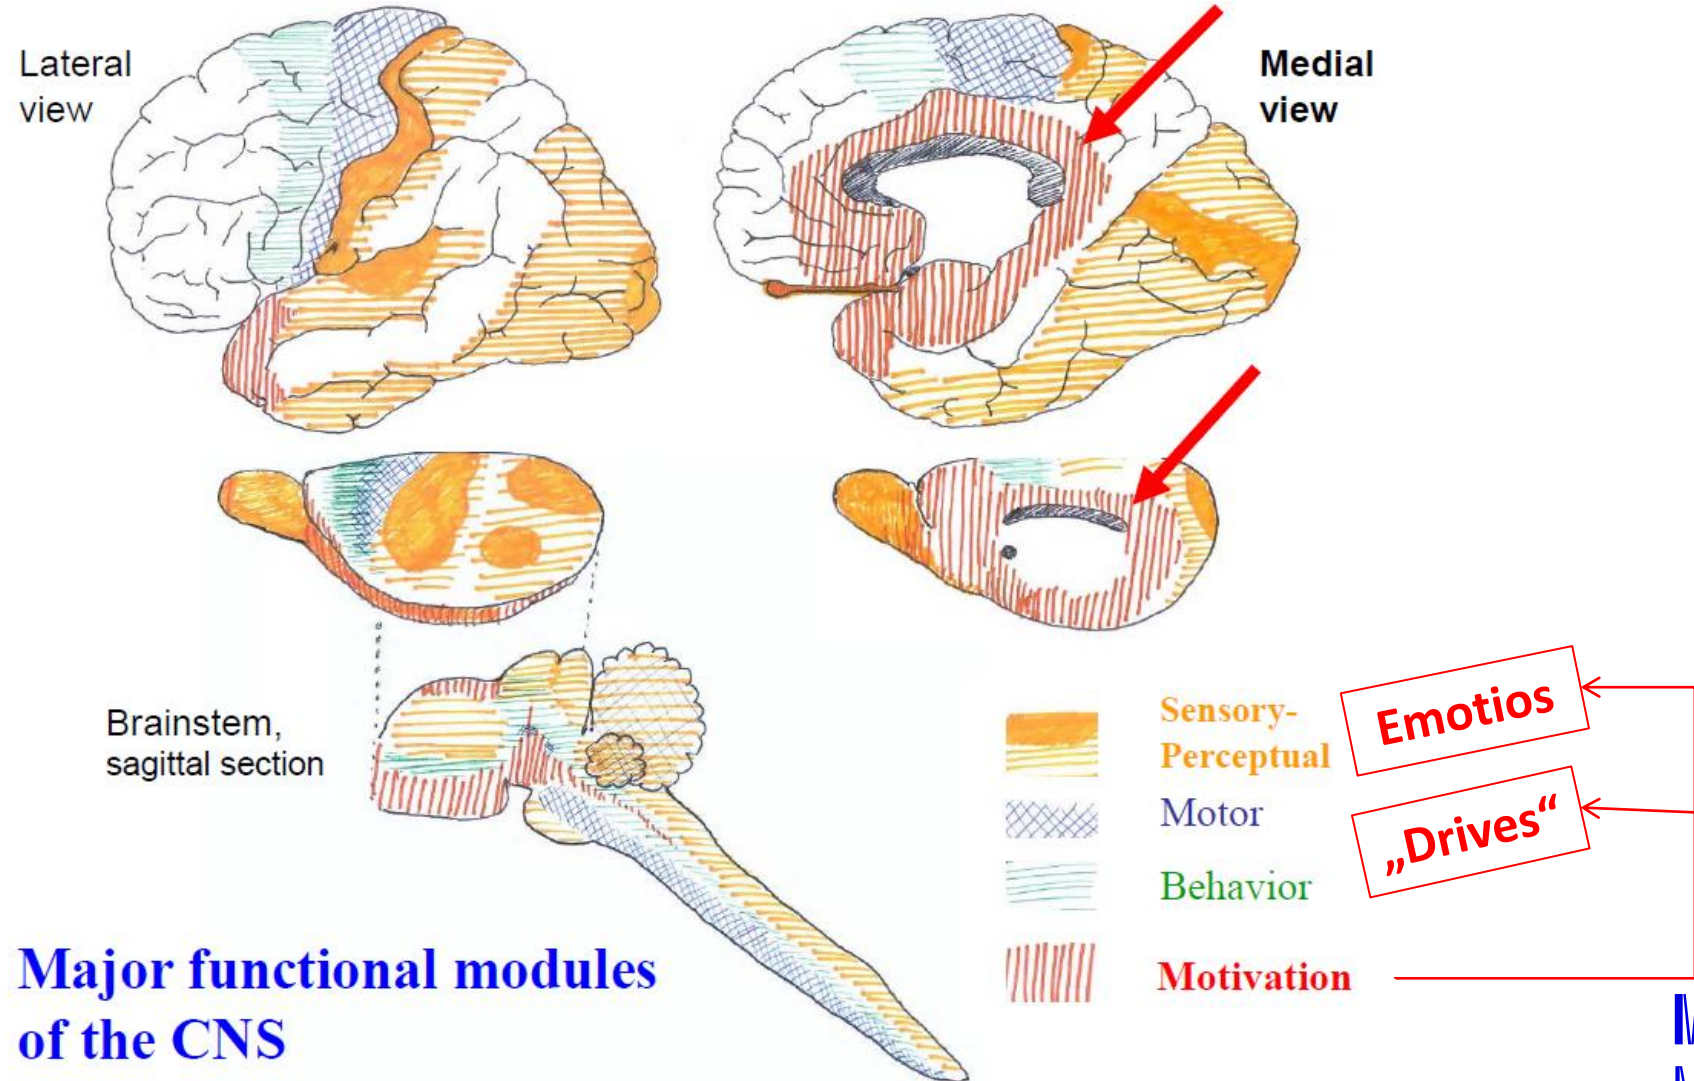 Lateral
view
Medial
view
Brainstem,
sagittal section
Sensory-
Perceptual
Motor
Behavior
Motivation
Emotios
„Drives“
Major functional modules
of the CNS